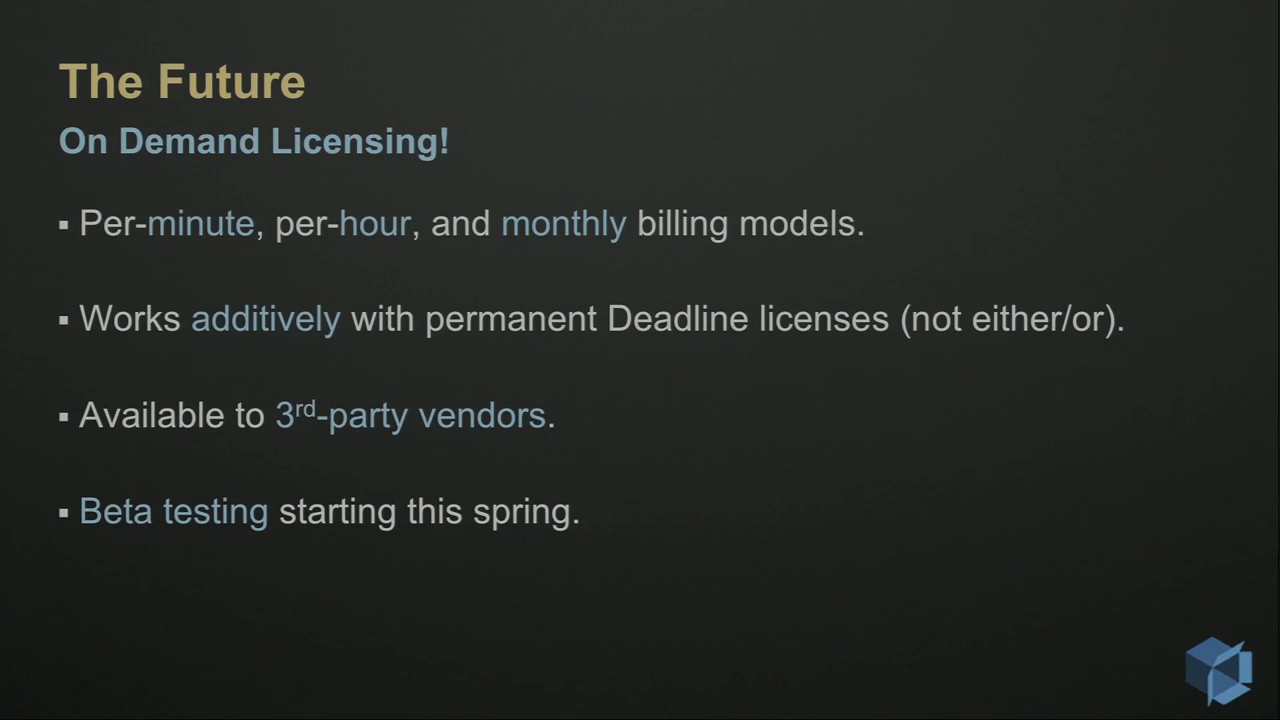 The Future
On Demand Licensing!
▪ Per-minute, per-hour, and monthly billing models.
▪ Works additively with permanent Deadline licenses (not either/or).
▪ Available to 3rd-party vendors.
▪ Beta testing starting this spring.